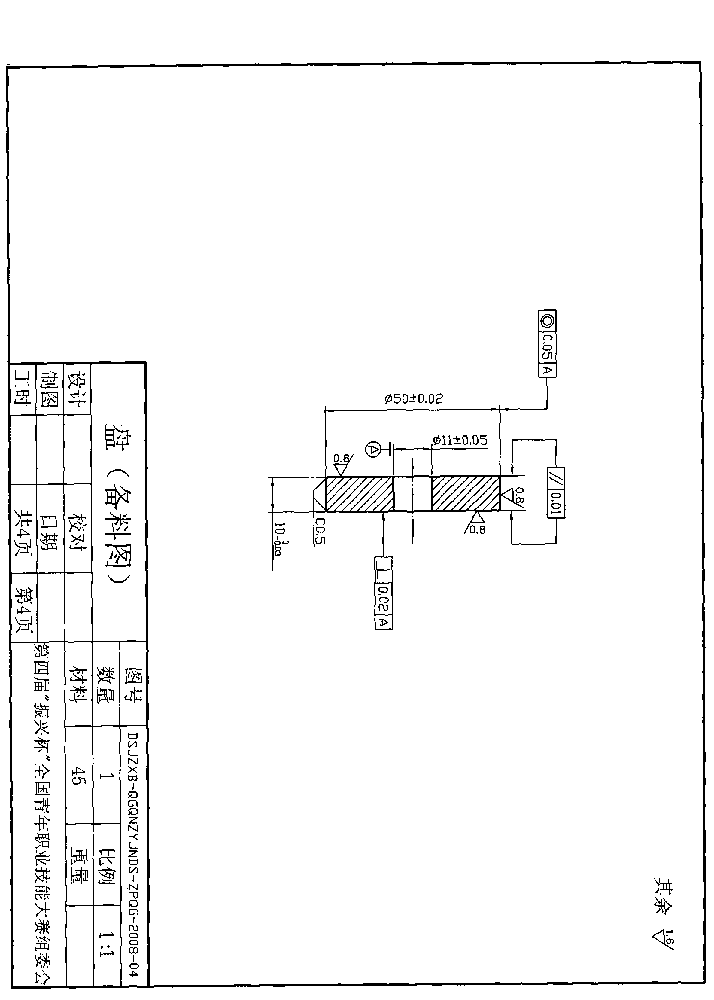 其余 1.6
◎ 0.05 A
// 0.01
ø50±0.02
ø11±0.05
A
0.8
0.8
0.8
⊥ 0.02 A
C0.5
10 0 -0.03
盘（备料图）
图号 DSJZXB-QGQNZYJNDS-ZPQG-2008-04
数量 1 比例 1:1
设计 校对 材料 45 重量
制图 日期
工时 共4页 第4页
第四届“振兴杯”全国青年职业技能大赛组委会